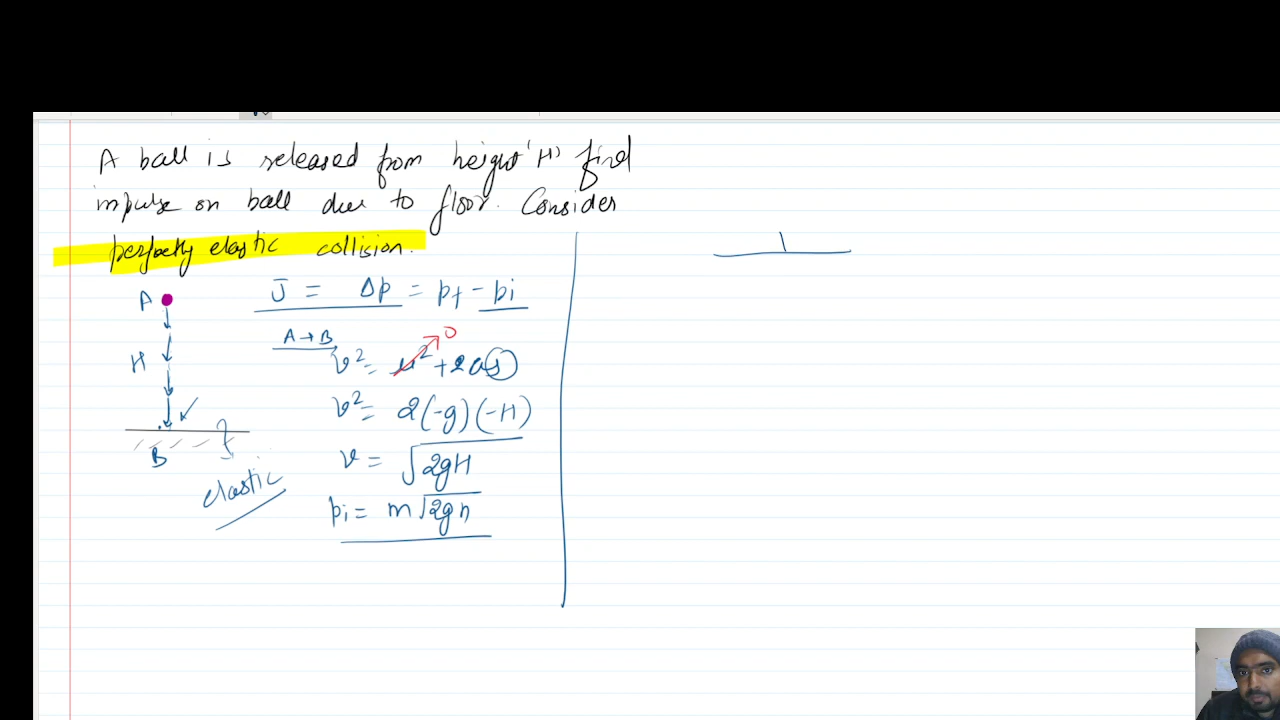 A ball is released from height 'H' find
impulse on ball due to floor. Consider
perfectly elastic collision.
A
H
B
elastic
J = Δp = pf - pi
A → B
v² = u² + 2as
0
v² = 2(-g)(-H)
v = √2gH
pi = m√2gh